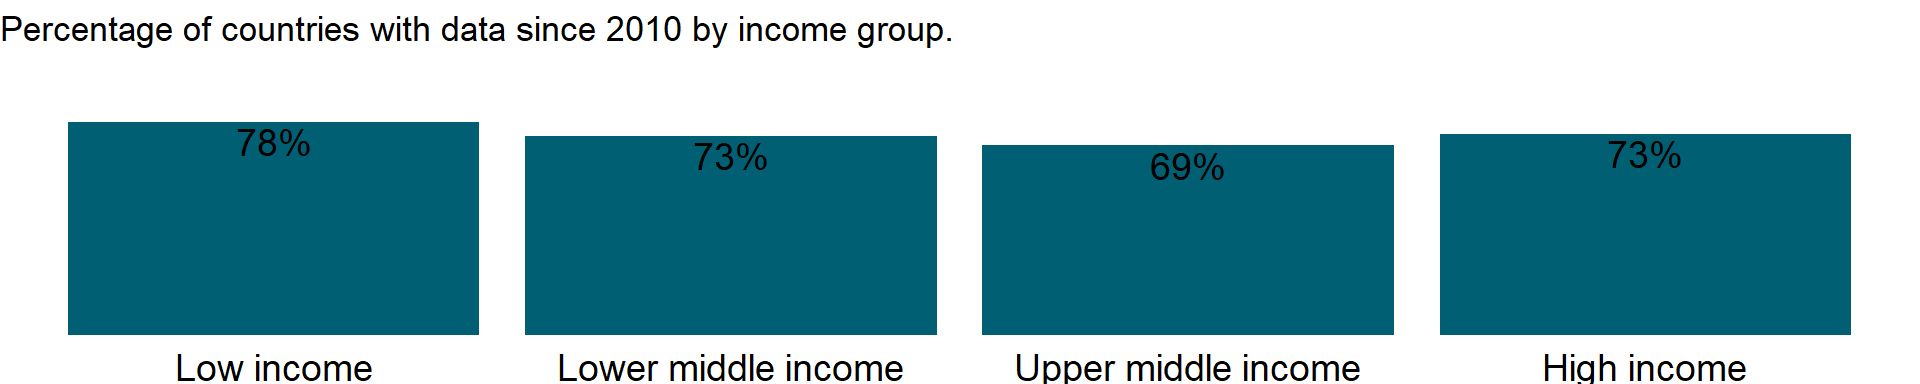 Percentage of countries with data since 2010 by income group.
78%
73%
69%
73%
Low income
Lower middle income
Upper middle income
High income